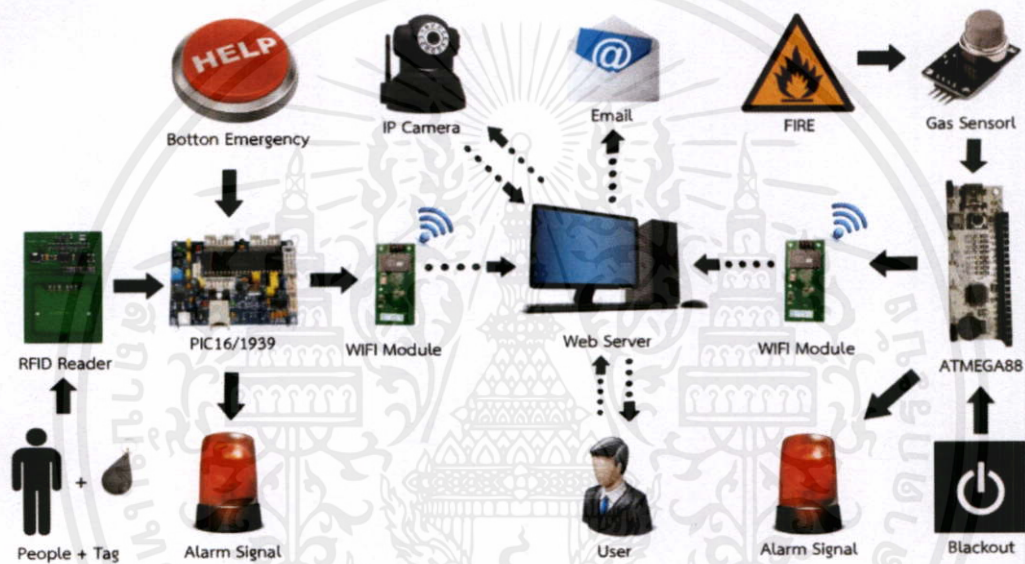 HELP
@
Botton Emergency
IP Camera
Email
FIRE
Gas Sensorl
RFID Reader
PIC16/1939
WIFI Module
Web Server
WIFI Module
ATMEGA88
+
People + Tag
Alarm Signal
User
Alarm Signal
Blackout